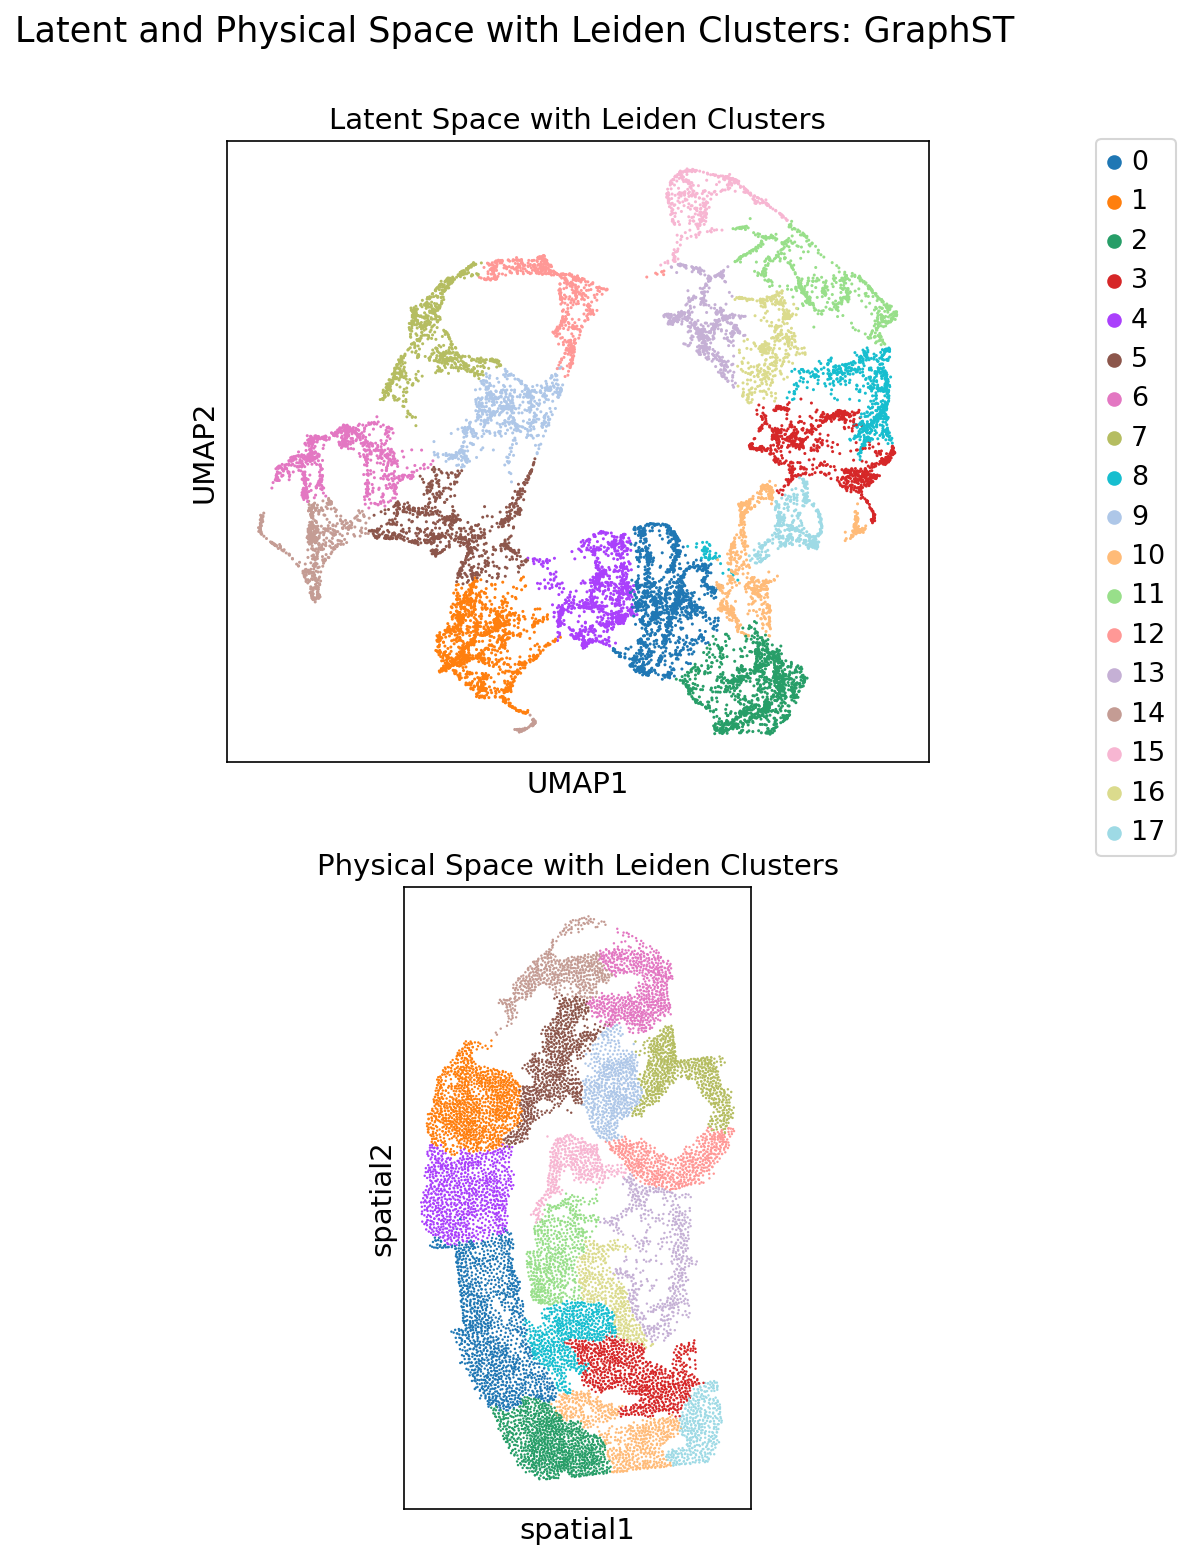 Latent and Physical Space with Leiden Clusters: GraphST
Latent Space with Leiden Clusters
UMAP2
UMAP1
0
1
2
3
4
5
6
7
8
9
10
11
12
13
14
15
16
17
Physical Space with Leiden Clusters
spatial2
spatial1